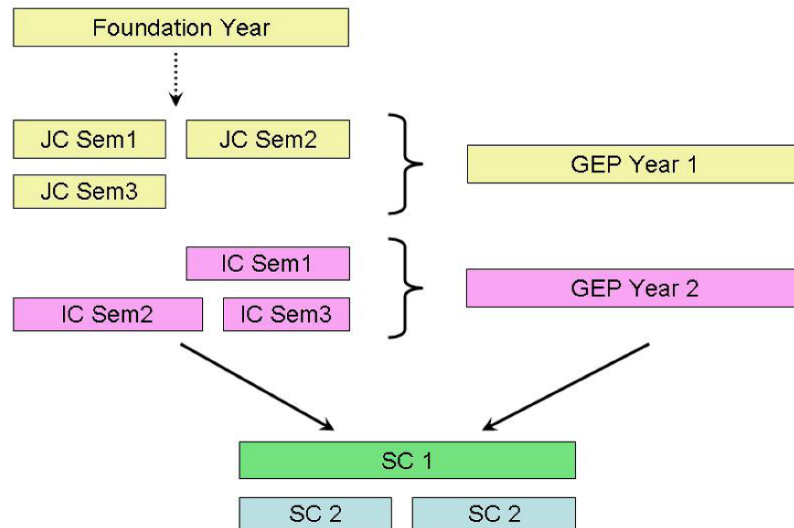 Foundation Year
JC Sem1
JC Sem2
GEP Year 1
JC Sem3
IC Sem1
GEP Year 2
IC Sem2
IC Sem3
SC 1
SC 2
SC 2